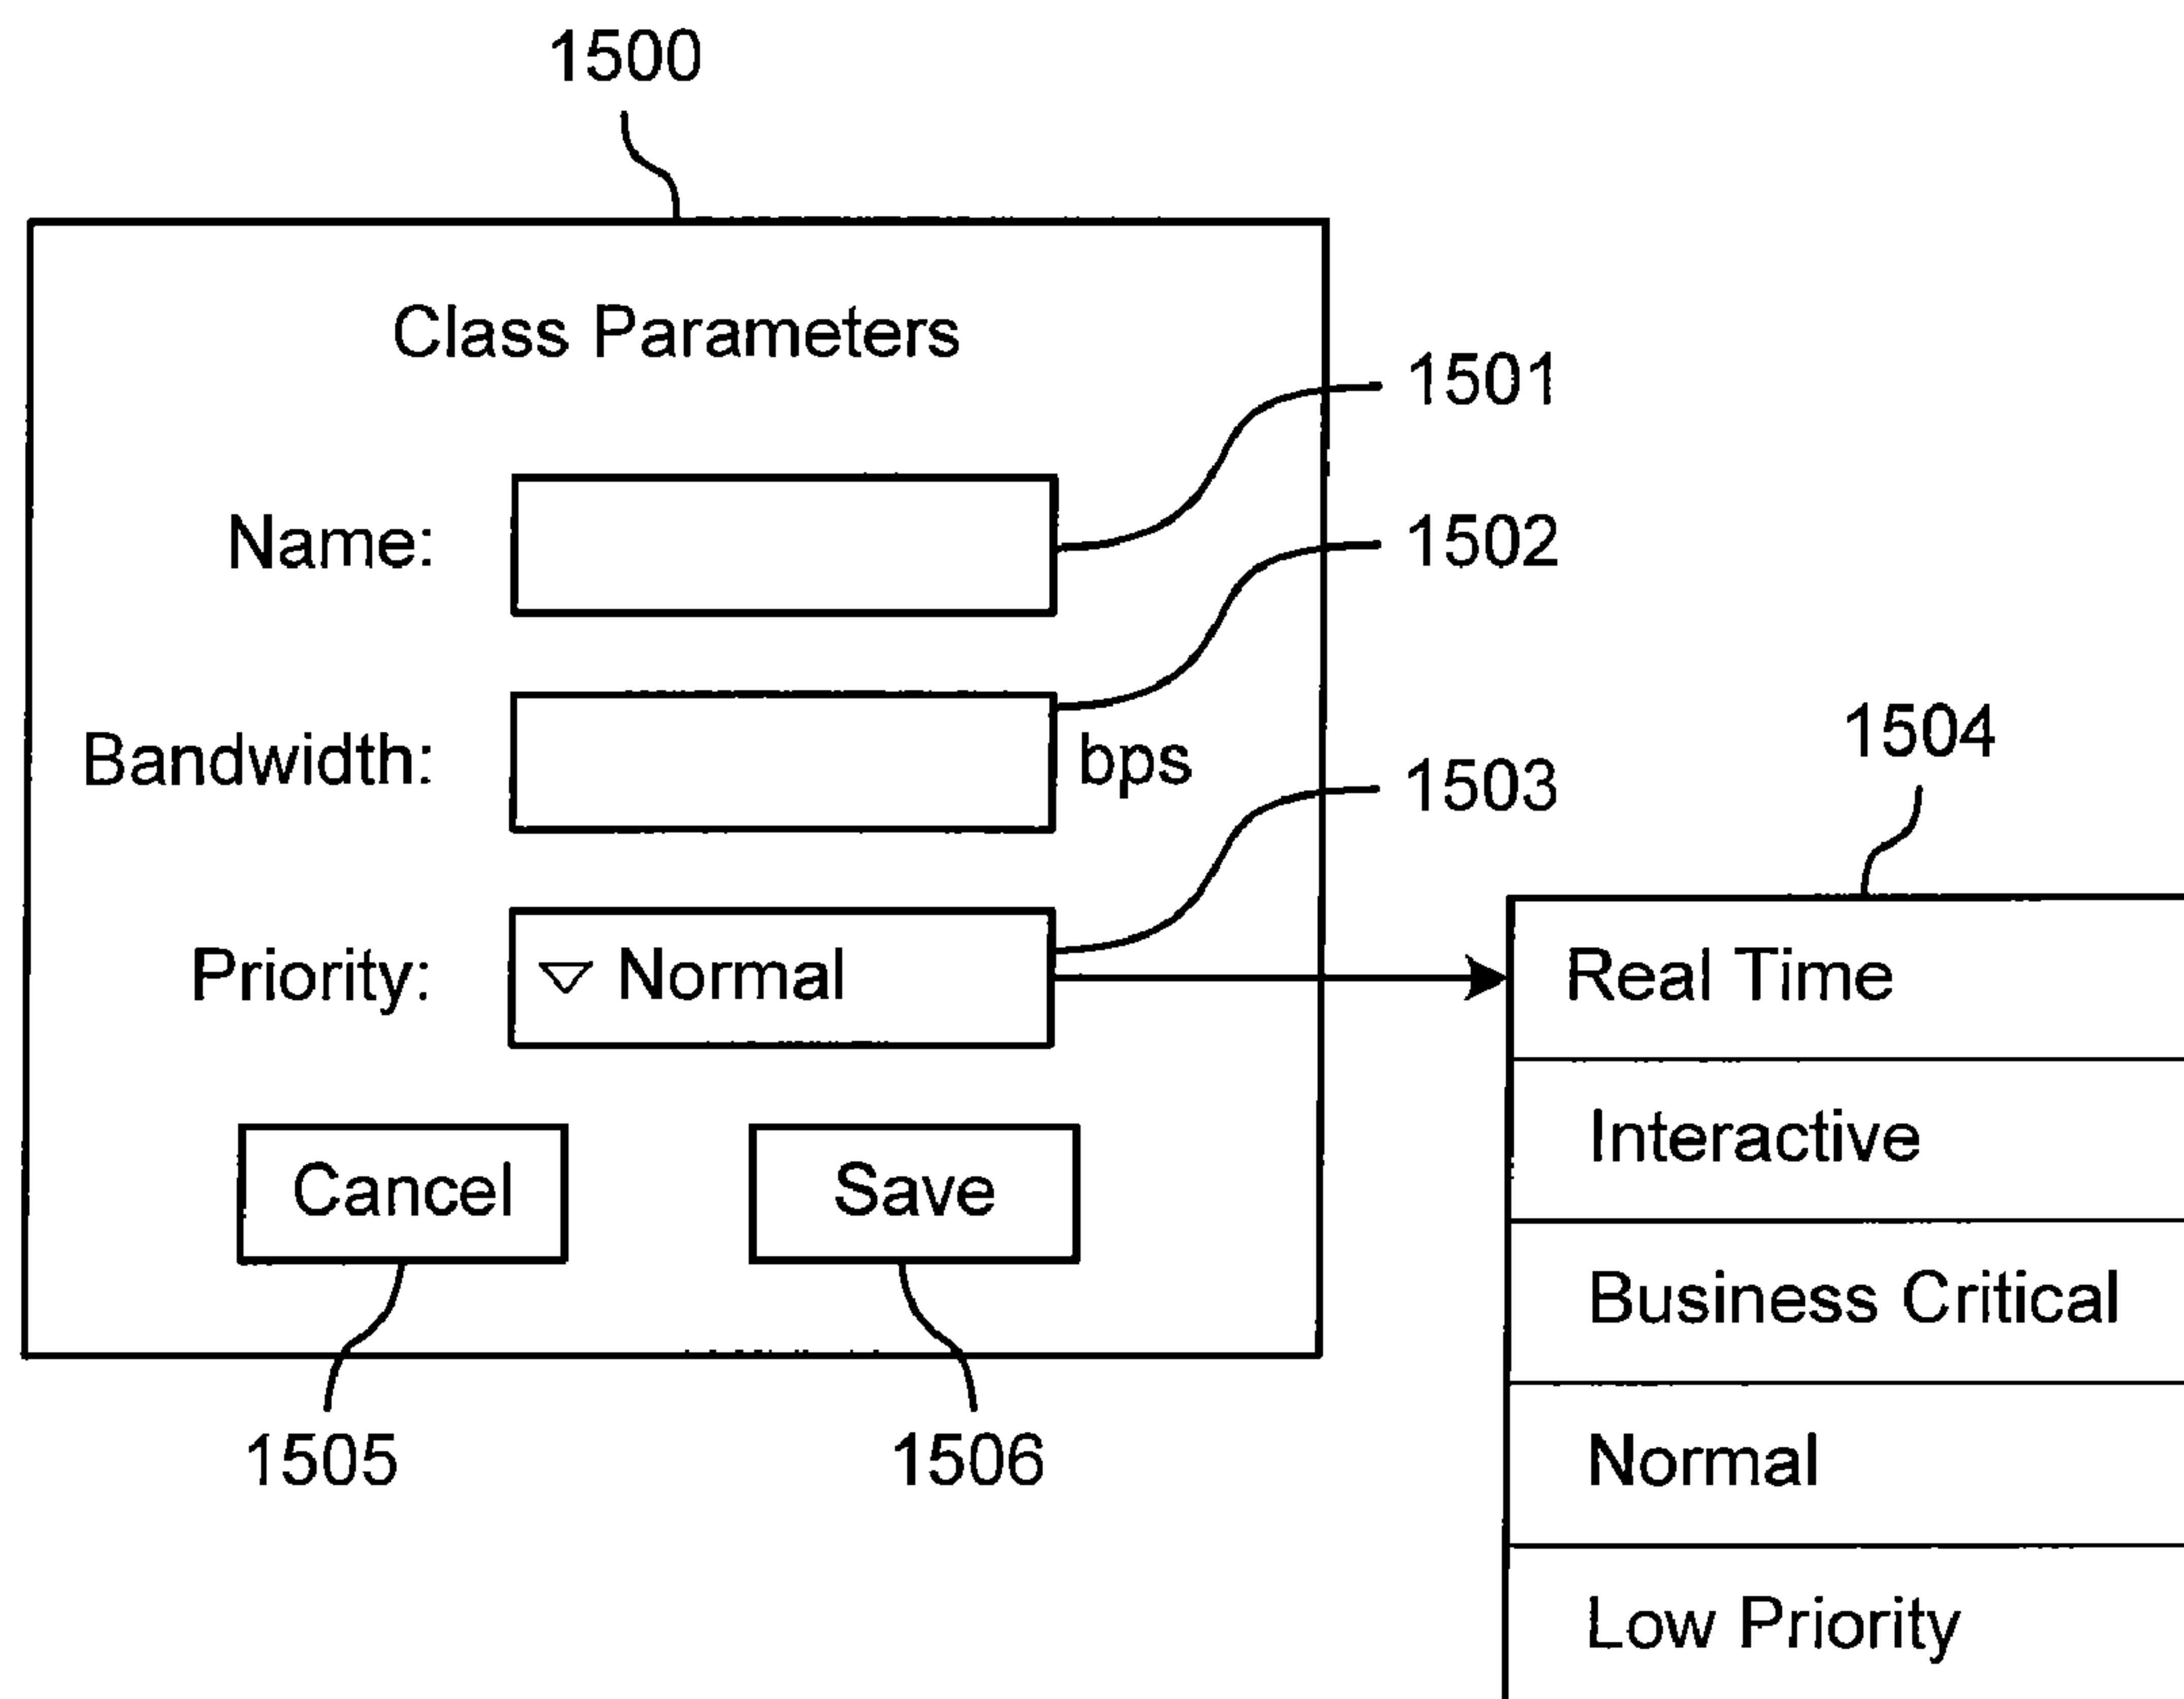 1500
Class Parameters
1501
Name:
1502
Bandwidth:
bps
1503
1504
Priority:
Normal
Real Time
Interactive
Cancel
Save
Business Critical
Normal
1505
1506
Low Priority